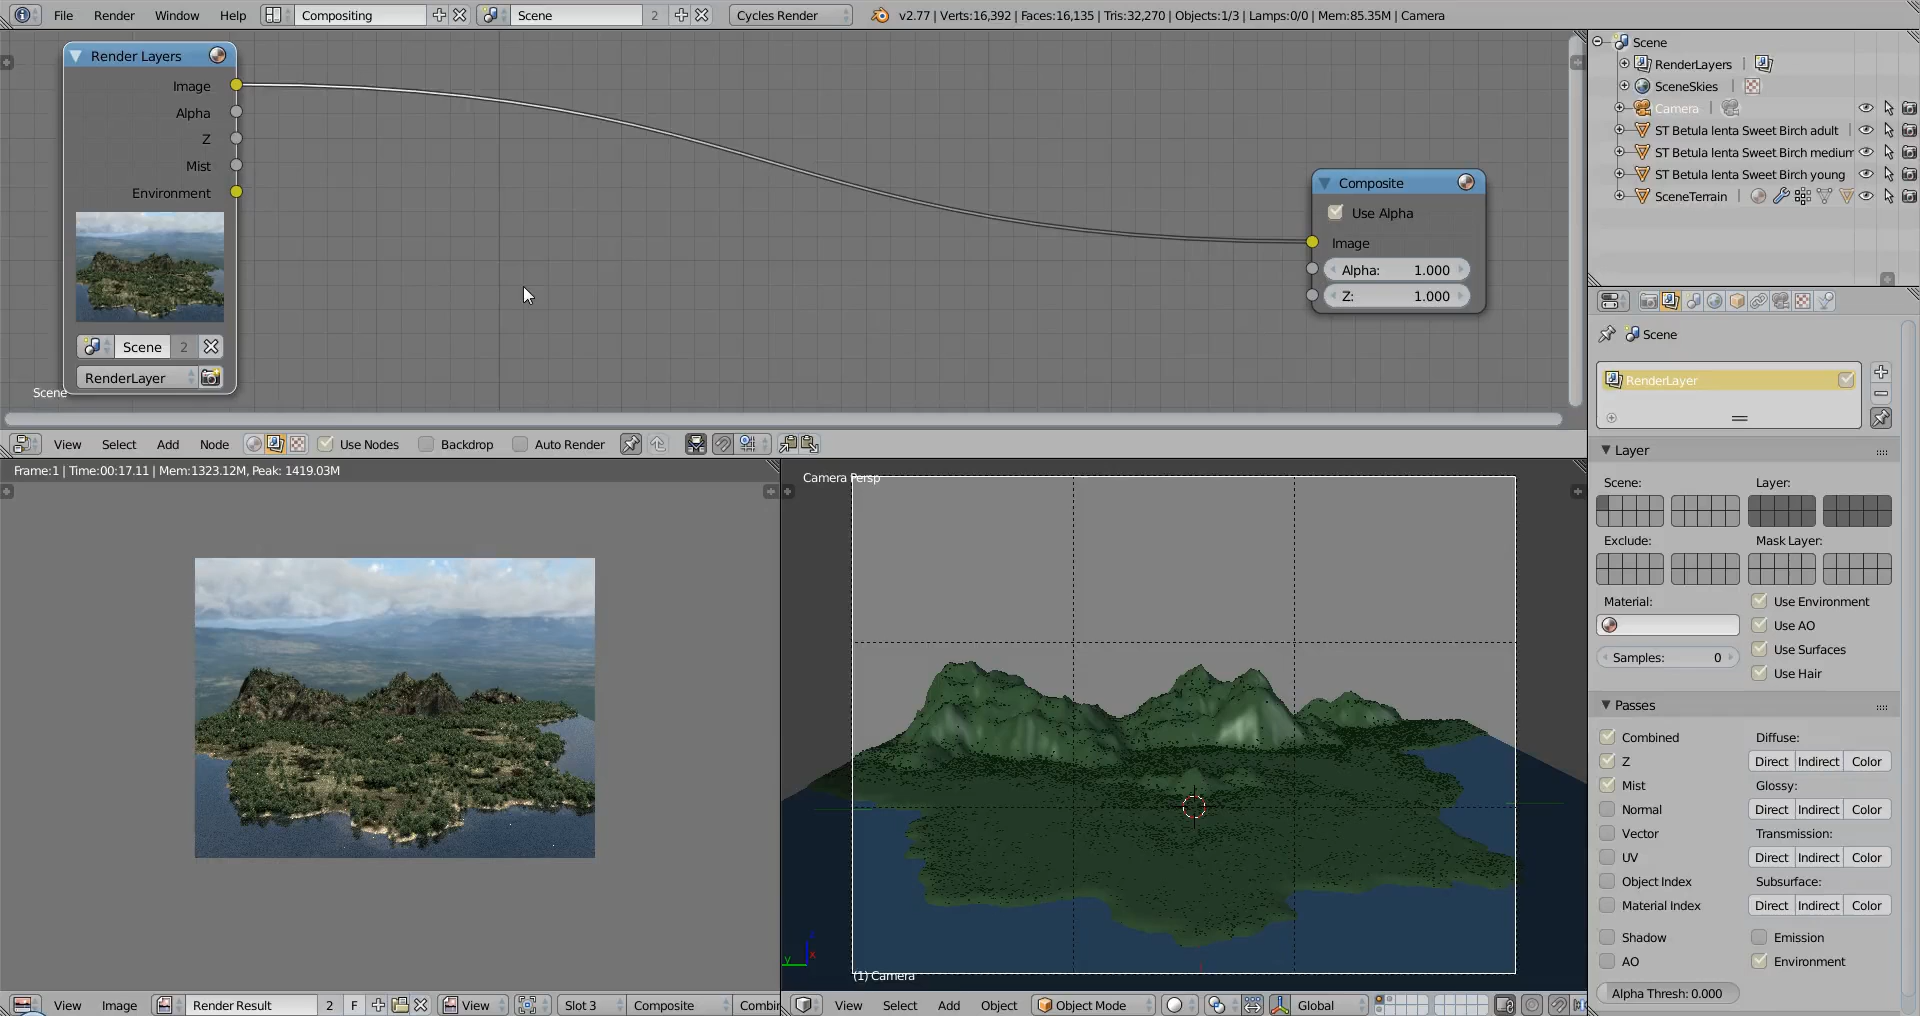 File Render Window Help Compositing Scene 2 Cycles Render v2.77 | Verts:16,392 | Faces:16,135 | Tris:32,270 | Objects:1/3 | Lamps:0/0 | Mem:85.35M | Camera
Render Layers
Image
Alpha
Z
Mist
Environment
Scene 2
RenderLayer
Scene
Composite
Use Alpha
Image
Alpha: 1.000
Z: 1.000
View Select Add Node Use Nodes Backdrop Auto Render
Frame:1 | Time:00:17.11 | Mem:1323.12M, Peak: 1419.03M
Camera Persp
y x
(1) Camera
View Image Render Result 2 F View Slot 3 Composite Combin
View Select Add Object Object Mode Global
Scene
RenderLayers
SceneSkies
Camera
ST Betula lenta Sweet Birch adult
ST Betula lenta Sweet Birch medium
ST Betula lenta Sweet Birch young
SceneTerrain
Scene
RenderLayer
Layer
Scene: Layer:
Exclude: Mask Layer:
Material: Use Environment
Use AO
Use Surfaces
Samples: 0
Use Hair
Passes
Combined Diffuse:
Z Direct Indirect Color
Mist Glossy:
Normal Direct Indirect Color
Vector Transmission:
UV Direct Indirect Color
Object Index Subsurface:
Material Index Direct Indirect Color
Shadow Emission
AO Environment
Alpha Thresh: 0.000